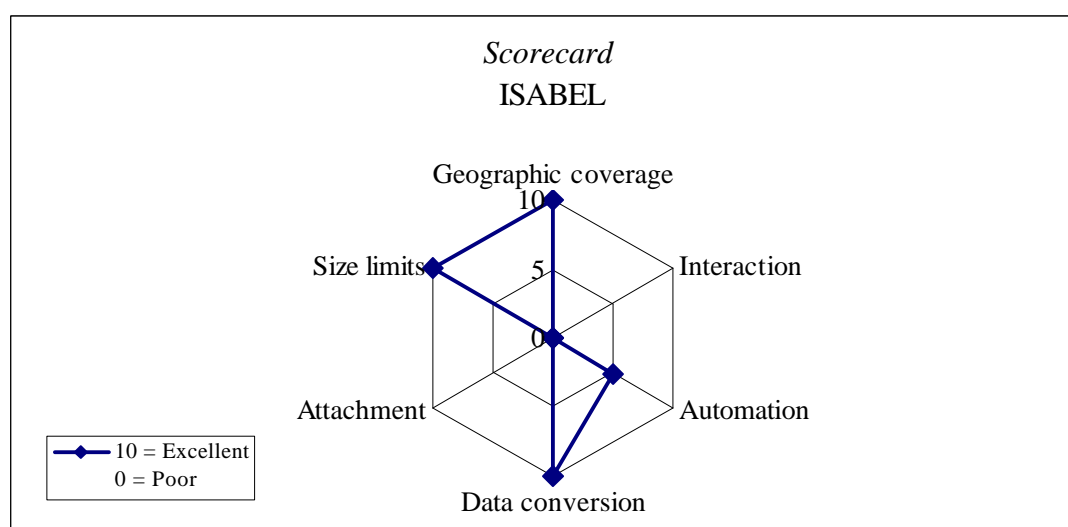 Scorecard
ISABEL
Geographic coverage
10
Size limits
5
Interaction
0
Attachment
Automation
10 = Excellent
0 = Poor
Data conversion